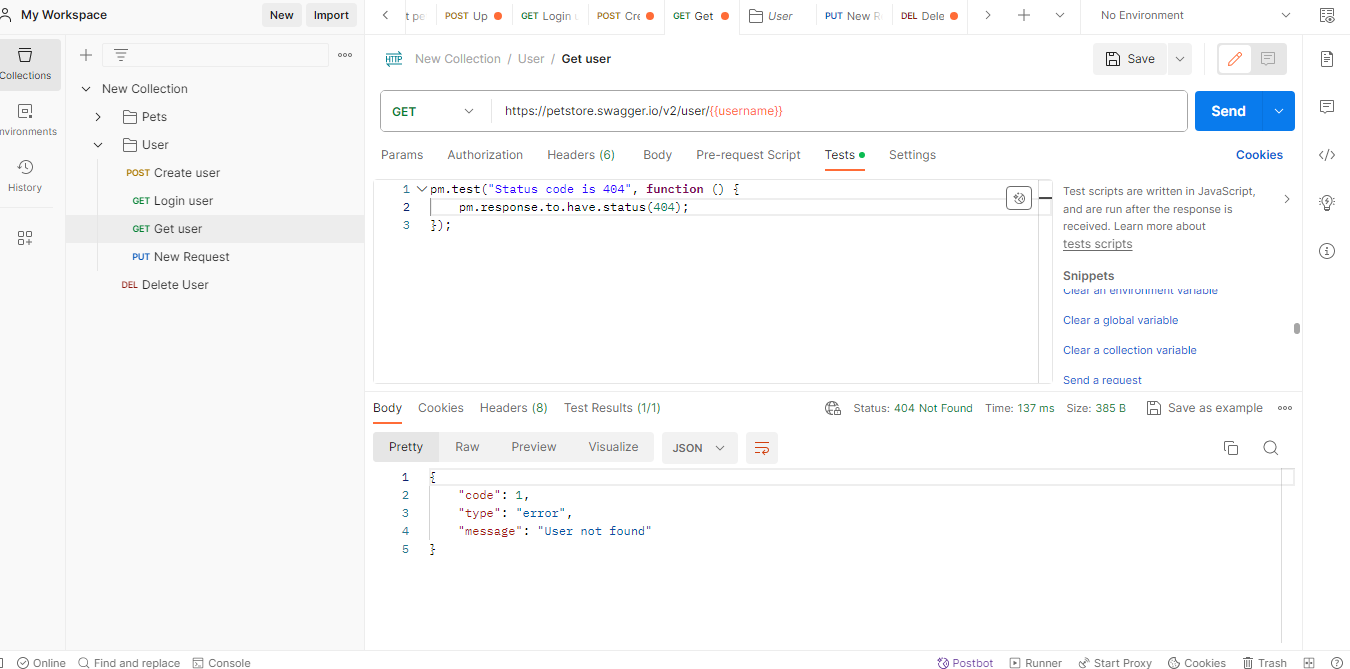 My Workspace
New
Import
t pe
POST Up
GET Login u
POST Cre
GET Get
User
PUT New R
DEL Dele
No Environment
Collections
nvironments
History
New Collection
Pets
User
POST Create user
GET Login user
GET Get user
PUT New Request
DEL Delete User
HTTP New Collection / User / Get user
Save
GET
https://petstore.swagger.io/v2/user/{{username}}
Send
Params Authorization Headers (6) Body Pre-request Script Tests Settings
Cookies
1 pm.test("Status code is 404", function () {
2 pm.response.to.have.status(404);
3 });
Test scripts are written in JavaScript,
and are run after the response is
received. Learn more about
tests scripts
Snippets
Clear an environment variable
Clear a global variable
Clear a collection variable
Send a request
Body Cookies Headers (8) Test Results (1/1)
Status: 404 Not Found Time: 137 ms Size: 385 B
Save as example
Pretty Raw Preview Visualize JSON
1 {
2 "code": 1,
3 "type": "error",
4 "message": "User not found"
5 }
Online Find and replace Console
Postbot Runner Start Proxy Cookies Trash